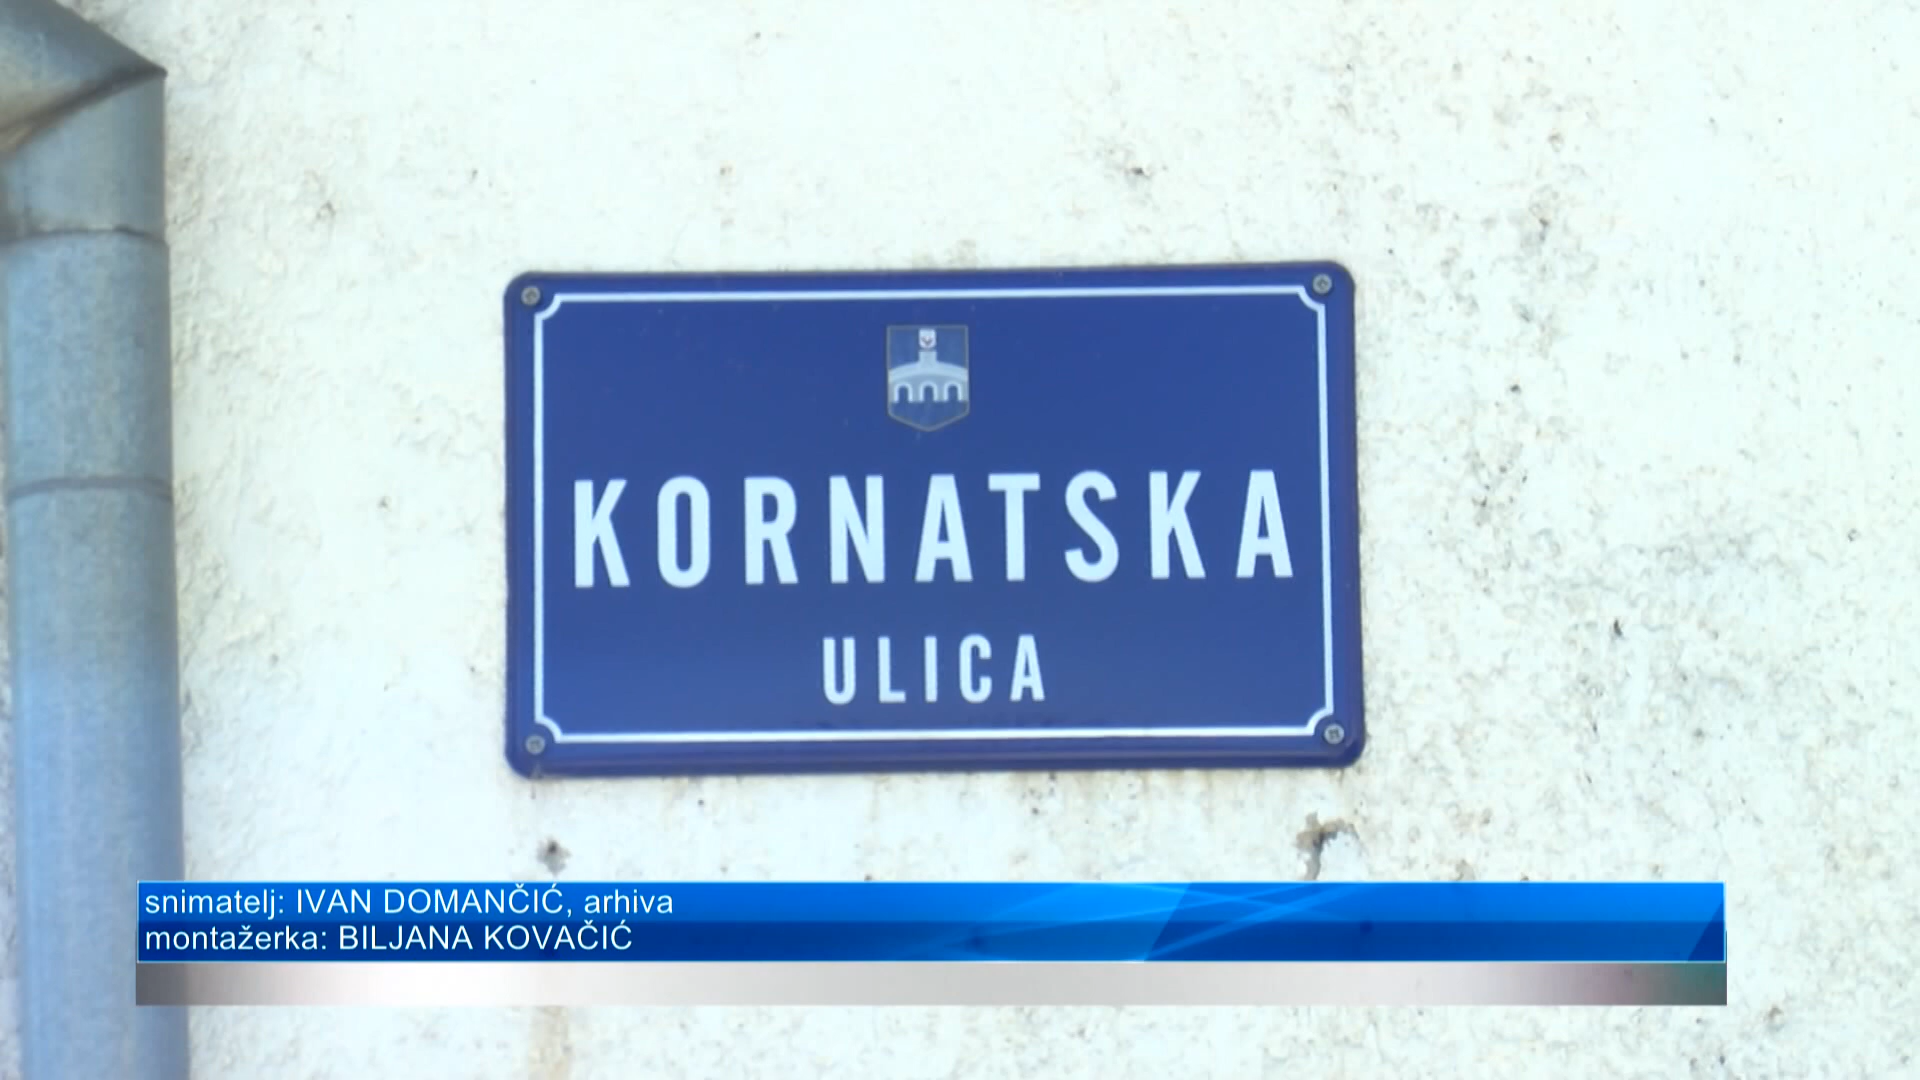 KORNATSKA
ULICA
snimatelj: IVAN DOMANČIĆ, arhiva
montažerka: BILJANA KOVAČIĆ